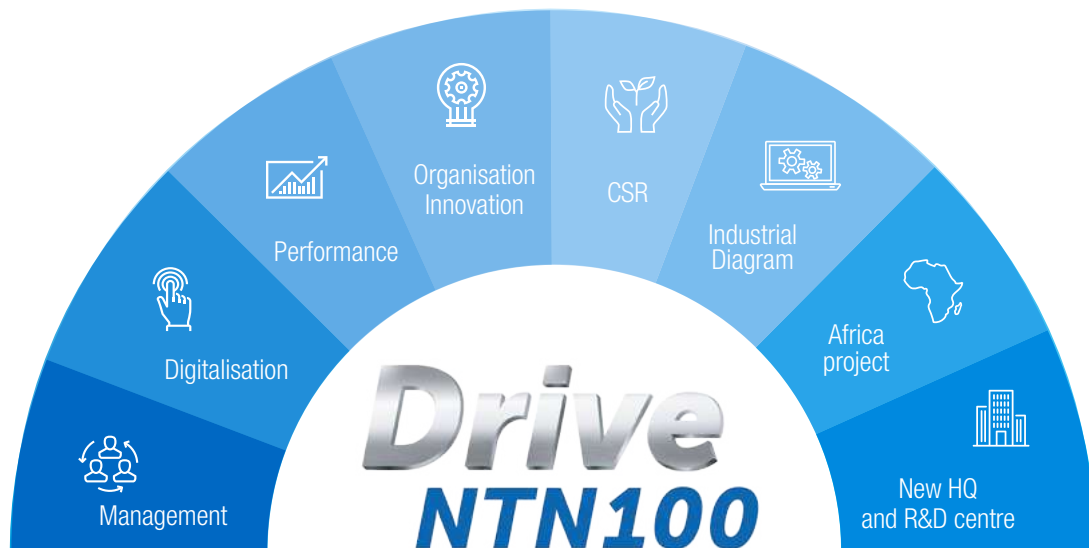 Management
Digitalisation
Performance
Organisation
Innovation
CSR
Industrial
Diagram
Africa
project
New HQ
and R&D centre
Drive
NTN100